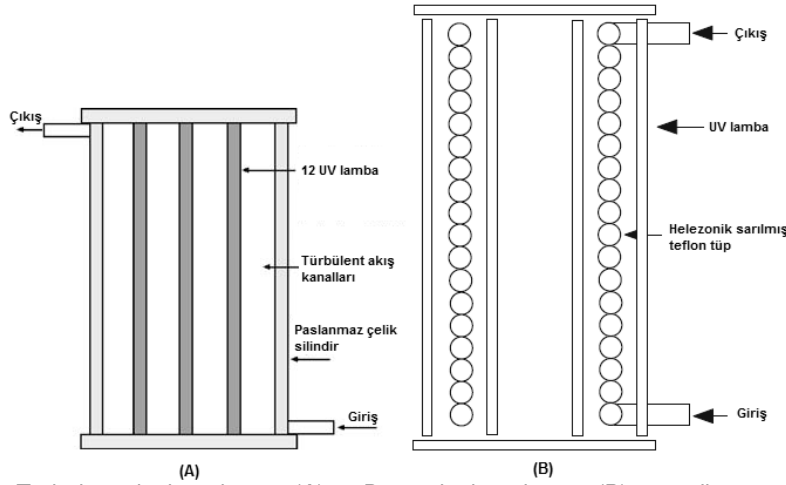 Çıkış
12 UV lamba
Türbülent akış
kanalları
Paslanmaz çelik
silindir
Giriş
(A)
Çıkış
UV lamba
Helezonik sarılmış
teflon tüp
Giriş
(B)